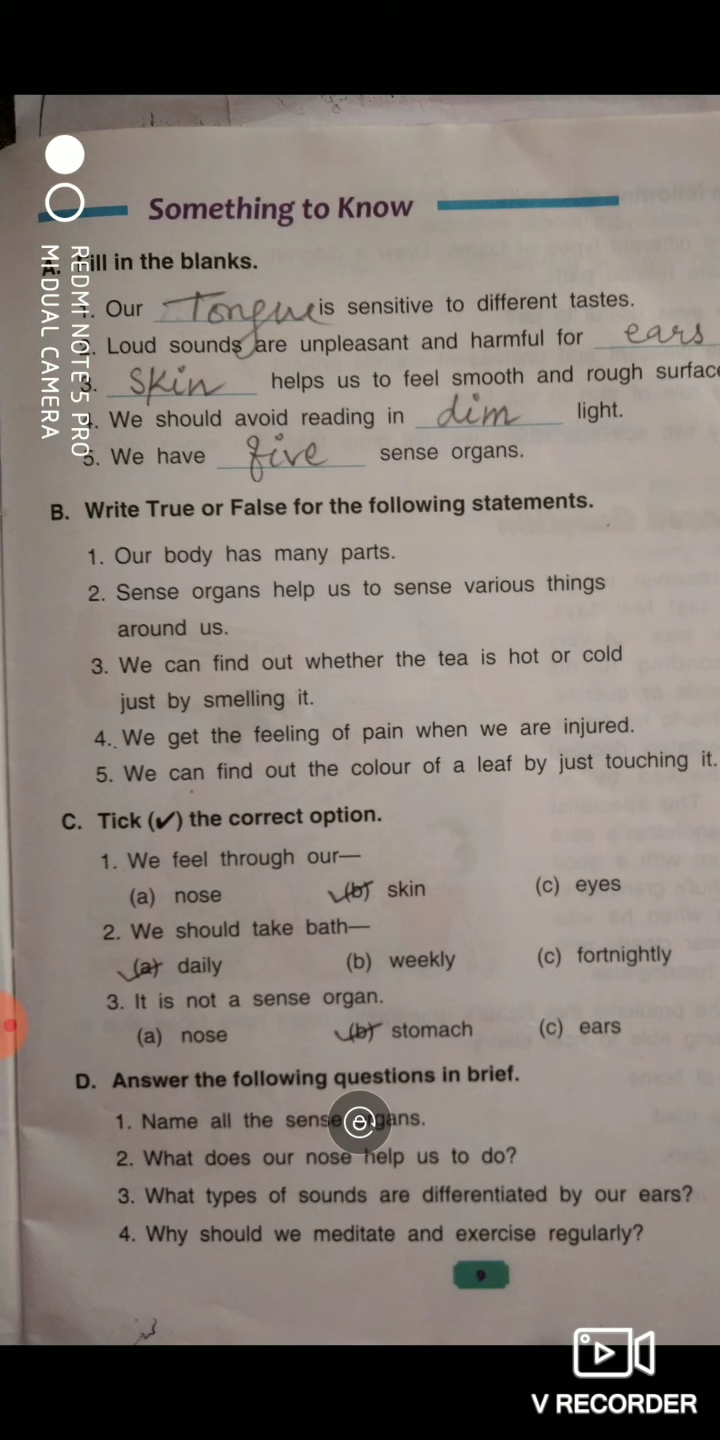 Something to Know
A. Fill in the blanks.
1. Our Tongue is sensitive to different tastes.
2. Loud sounds are unpleasant and harmful for ears
3. Skin helps us to feel smooth and rough surface
4. We should avoid reading in dim light.
5. We have five sense organs.
B. Write True or False for the following statements.
1. Our body has many parts.
2. Sense organs help us to sense various things
around us.
3. We can find out whether the tea is hot or cold
just by smelling it.
4. We get the feeling of pain when we are injured.
5. We can find out the colour of a leaf by just touching it.
C. Tick (✔) the correct option.
1. We feel through our—
(a) nose (b) skin (c) eyes
2. We should take bath—
(a) daily (b) weekly (c) fortnightly
3. It is not a sense organ.
(a) nose (b) stomach (c) ears
D. Answer the following questions in brief.
1. Name all the sense organs.
2. What does our nose help us to do?
3. What types of sounds are differentiated by our ears?
4. Why should we meditate and exercise regularly?
9
REDMI NOTE 5 PRO
MI DUAL CAMERA
V RECORDER